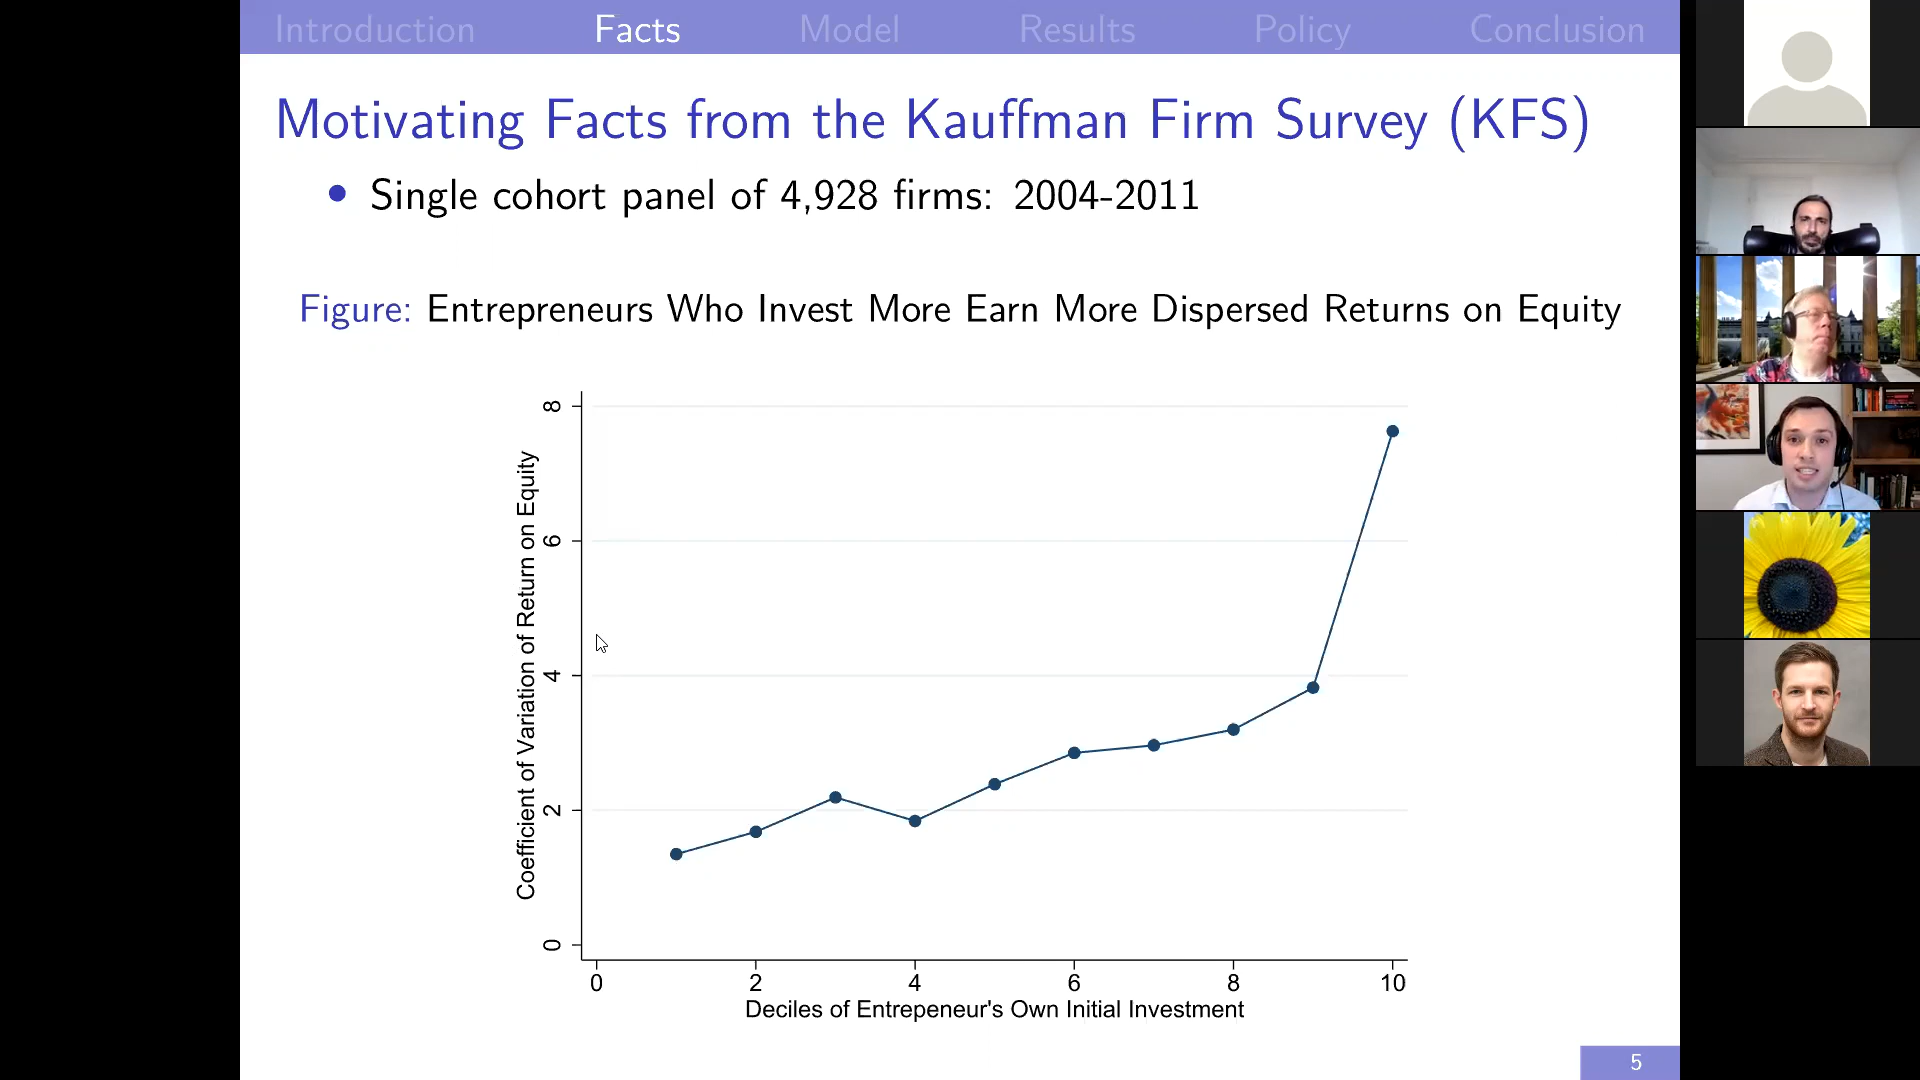 Introduction Facts Model Results Policy Conclusion
Motivating Facts from the Kauffman Firm Survey (KFS)
• Single cohort panel of 4,928 firms: 2004-2011
Figure: Entrepreneurs Who Invest More Earn More Dispersed Returns on Equity
Coefficient of Variation of Return on Equity
8
6
4
2
0
0 2 4 6 8 10
Deciles of Entrepeneur's Own Initial Investment
5